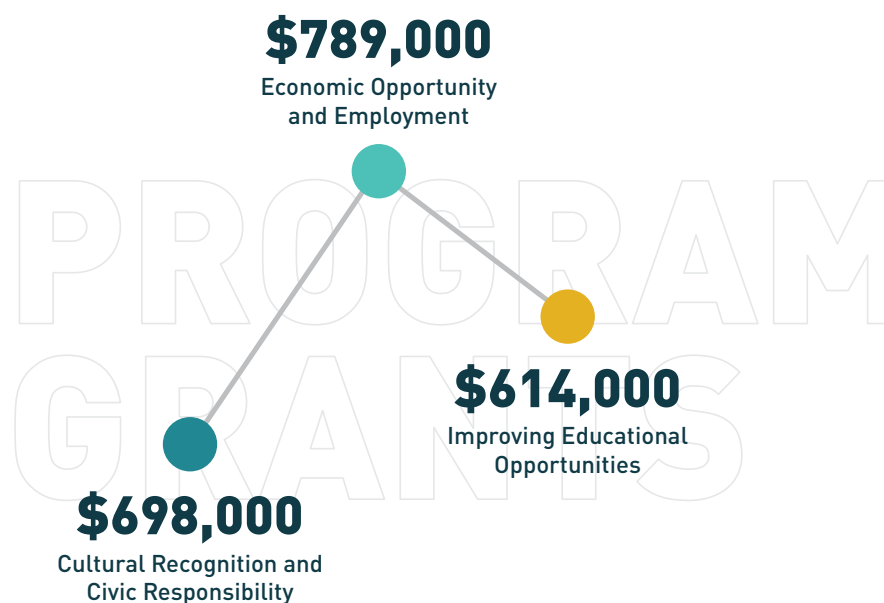 $789,000
Economic Opportunity
and Employment
PROGRAM
GRANTS
$614,000
Improving Educational
Opportunities
$698,000
Cultural Recognition and
Civic Responsibility